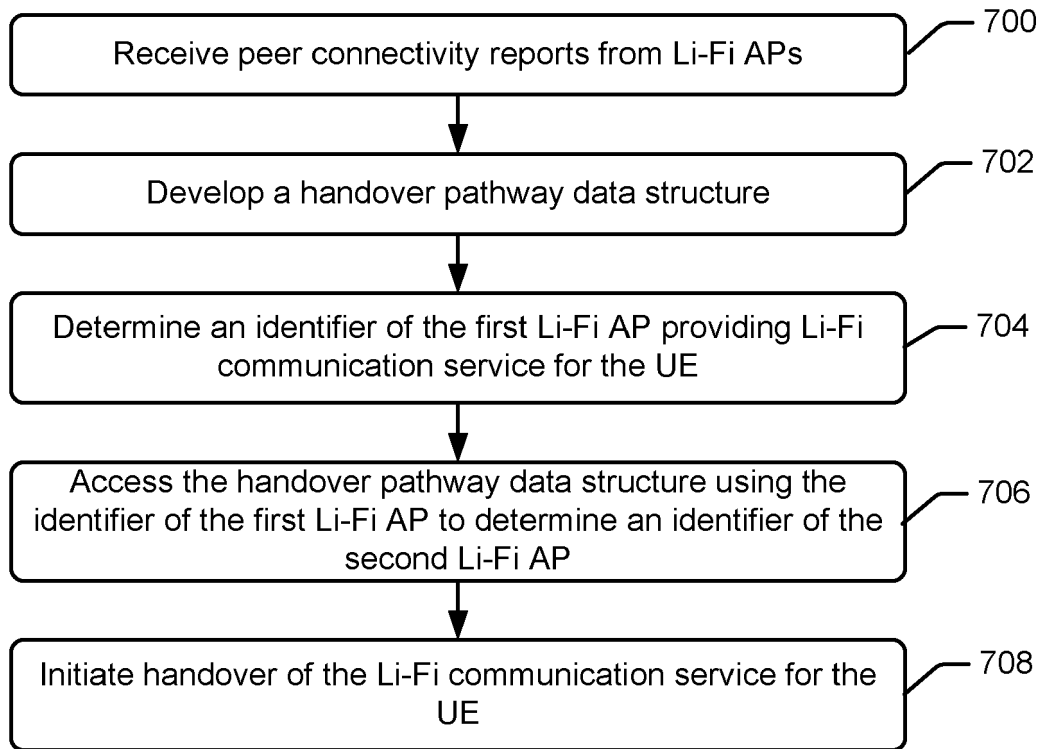 Receive peer connectivity reports from Li-Fi APs
700
Develop a handover pathway data structure
702
Determine an identifier of the first Li-Fi AP providing Li-Fi
communication service for the UE
704
Access the handover pathway data structure using the
identifier of the first Li-Fi AP to determine an identifier of the
second Li-Fi AP
706
Initiate handover of the Li-Fi communication service for the
UE
708